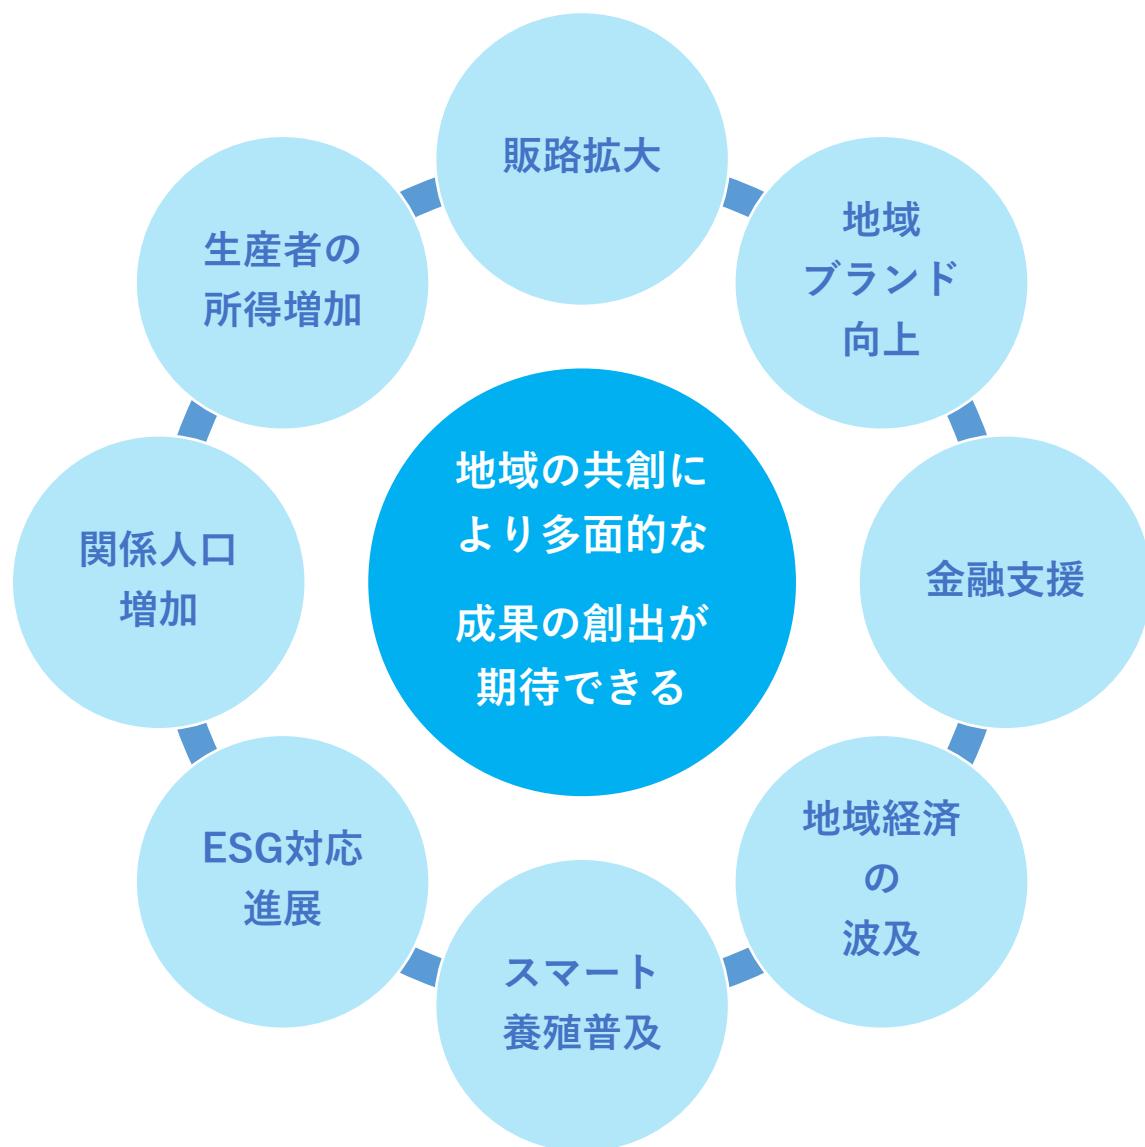 販路拡大
地域
ブランド
向上
金融支援
地域経済
の
波及
スマート
養殖普及
ESG対応
進展
関係人口
増加
生産者の
所得増加
地域の共創に
より多面的な
成果の創出が
期待できる